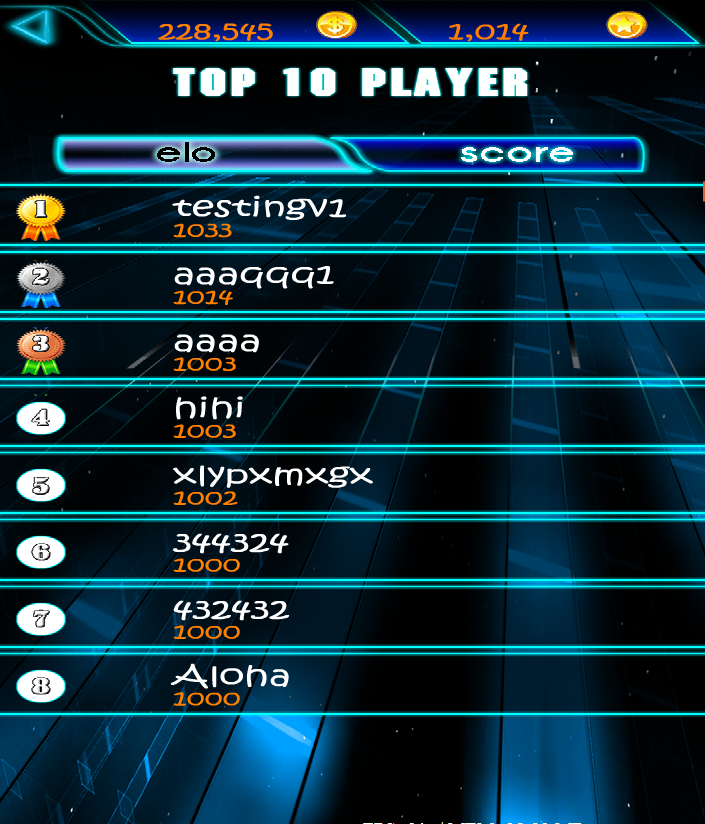 228,545 1,014
TOP 10 PLAYER
elo score
1 testingv1
1033
2 aaaqqq1
1014
3 aaaa
1003
4 hihi
1003
5 xlypxmxgx
1002
6 344324
1000
7 432432
1000
8 Aloha
1000